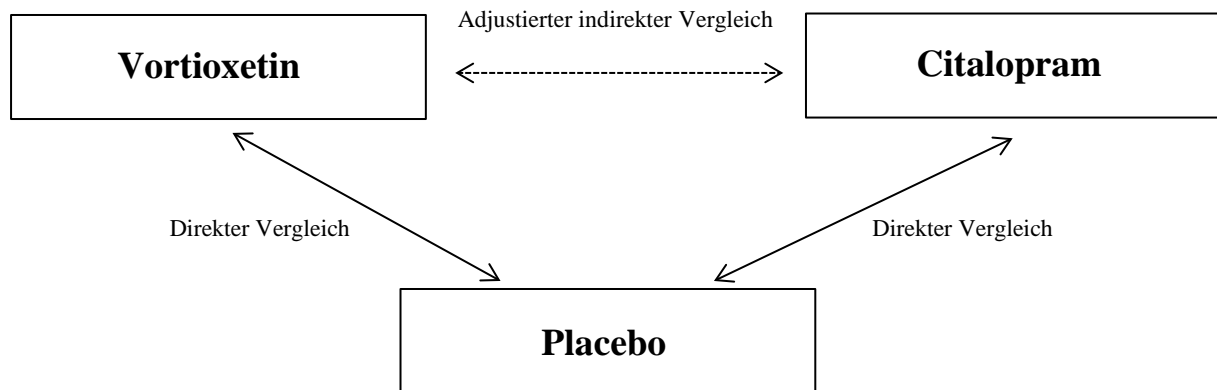 Adjustierter indirekter Vergleich
Vortioxetin
Citalopram
Direkter Vergleich
Direkter Vergleich
Placebo